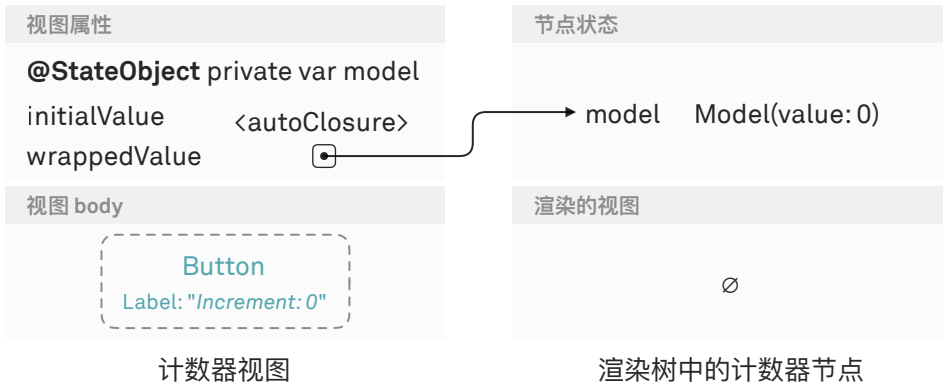 视图属性
@StateObject private var model
initialValue <autoClosure>
wrappedValue
视图 body
Button
Label: "Increment: 0"
计数器视图
节点状态
model Model(value: 0)
渲染的视图
∅
渲染树中的计数器节点